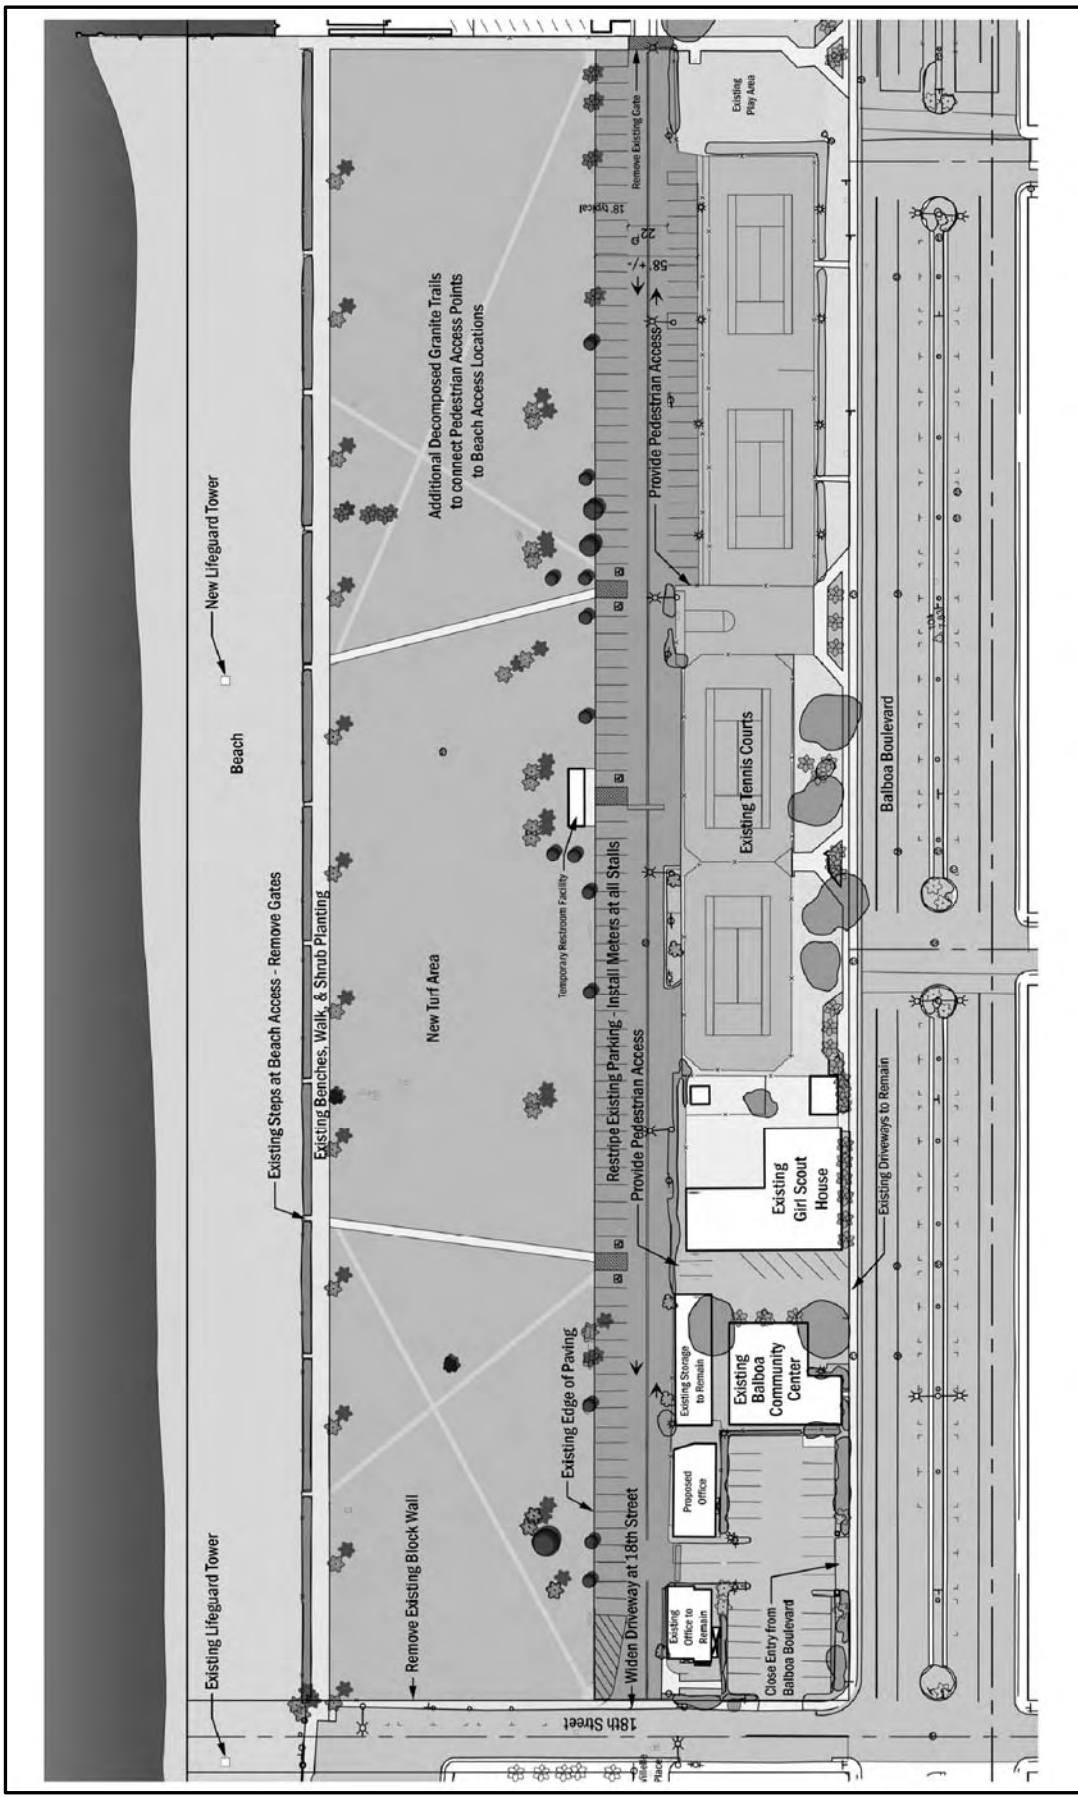 Existing Lifeguard Tower
New Lifeguard Tower
Beach
Existing Steps at Beach Access - Remove Gates
Existing Benches, Walk, & Shrub Planting
Remove Existing Block Wall
New Turf Area
Additional Decomposed Granite Trails
to connect Pedestrian Access Points
to Beach Access Locations
Existing Edge of Paving
Temporary Restroom Facility
Restripe Existing Parking - Install Meters at all Stalls
18' typical
22'
58' +/-
Remove Existing Gate
Widen Driveway at 18th Street
Provide Pedestrian Access
Provide Pedestrian Access
18th Street
Place
Existing
Office to
Remain
Proposed
Office
Existing Storage
to Remain
Existing
Balboa
Community
Center
Existing
Girl Scout
House
Existing Tennis Courts
Existing
Play Area
Close Entry from
Balboa Boulevard
Existing Driveways to Remain
Balboa Boulevard